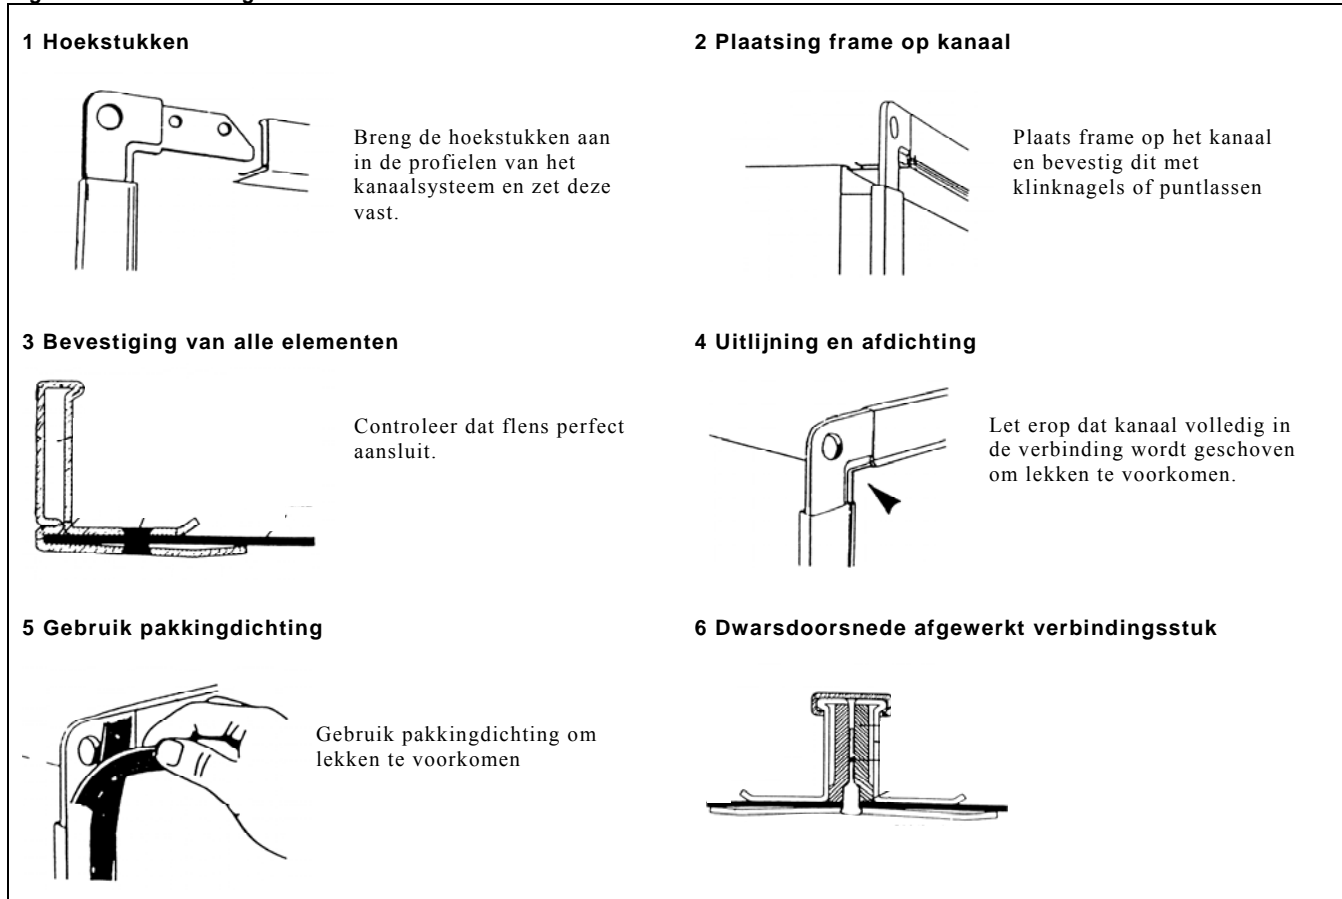 1 Hoekstukken
Breng de hoekstukken aan
in de profielen van het
kanaalsysteem en zet deze
vast.
2 Plaatsing frame op kanaal
Plaats frame op het kanaal
en bevestig dit met
klinknagels of puntlassen
3 Bevestiging van alle elementen
Controleer dat flens perfect
aansluit.
4 Uitlijning en afdichting
Let erop dat kanaal volledig in
de verbinding wordt geschoven
om lekken te voorkomen.
5 Gebruik pakkingdichting
Gebruik pakkingdichting om
lekken te voorkomen
6 Dwarsdoorsnede afgewerkt verbindingsstuk